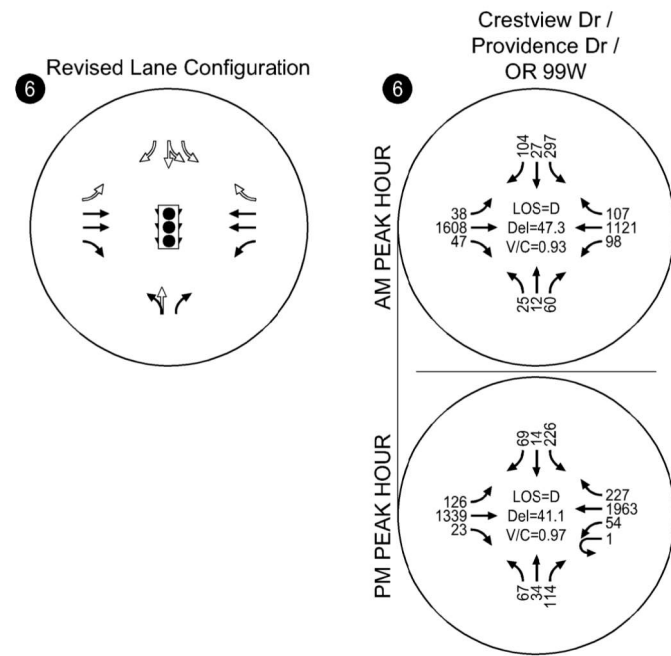 6 Revised Lane Configuration
6
Crestview Dr /
Providence Dr /
OR 99W
AM PEAK HOUR
104
27
297
38
1608
47
LOS=D
Del=47.3
V/C=0.93
107
1121
98
25
12
60
PM PEAK HOUR
69
14
226
126
1339
23
LOS=D
Del=41.1
V/C=0.97
227
1963
54
1
67
34
114